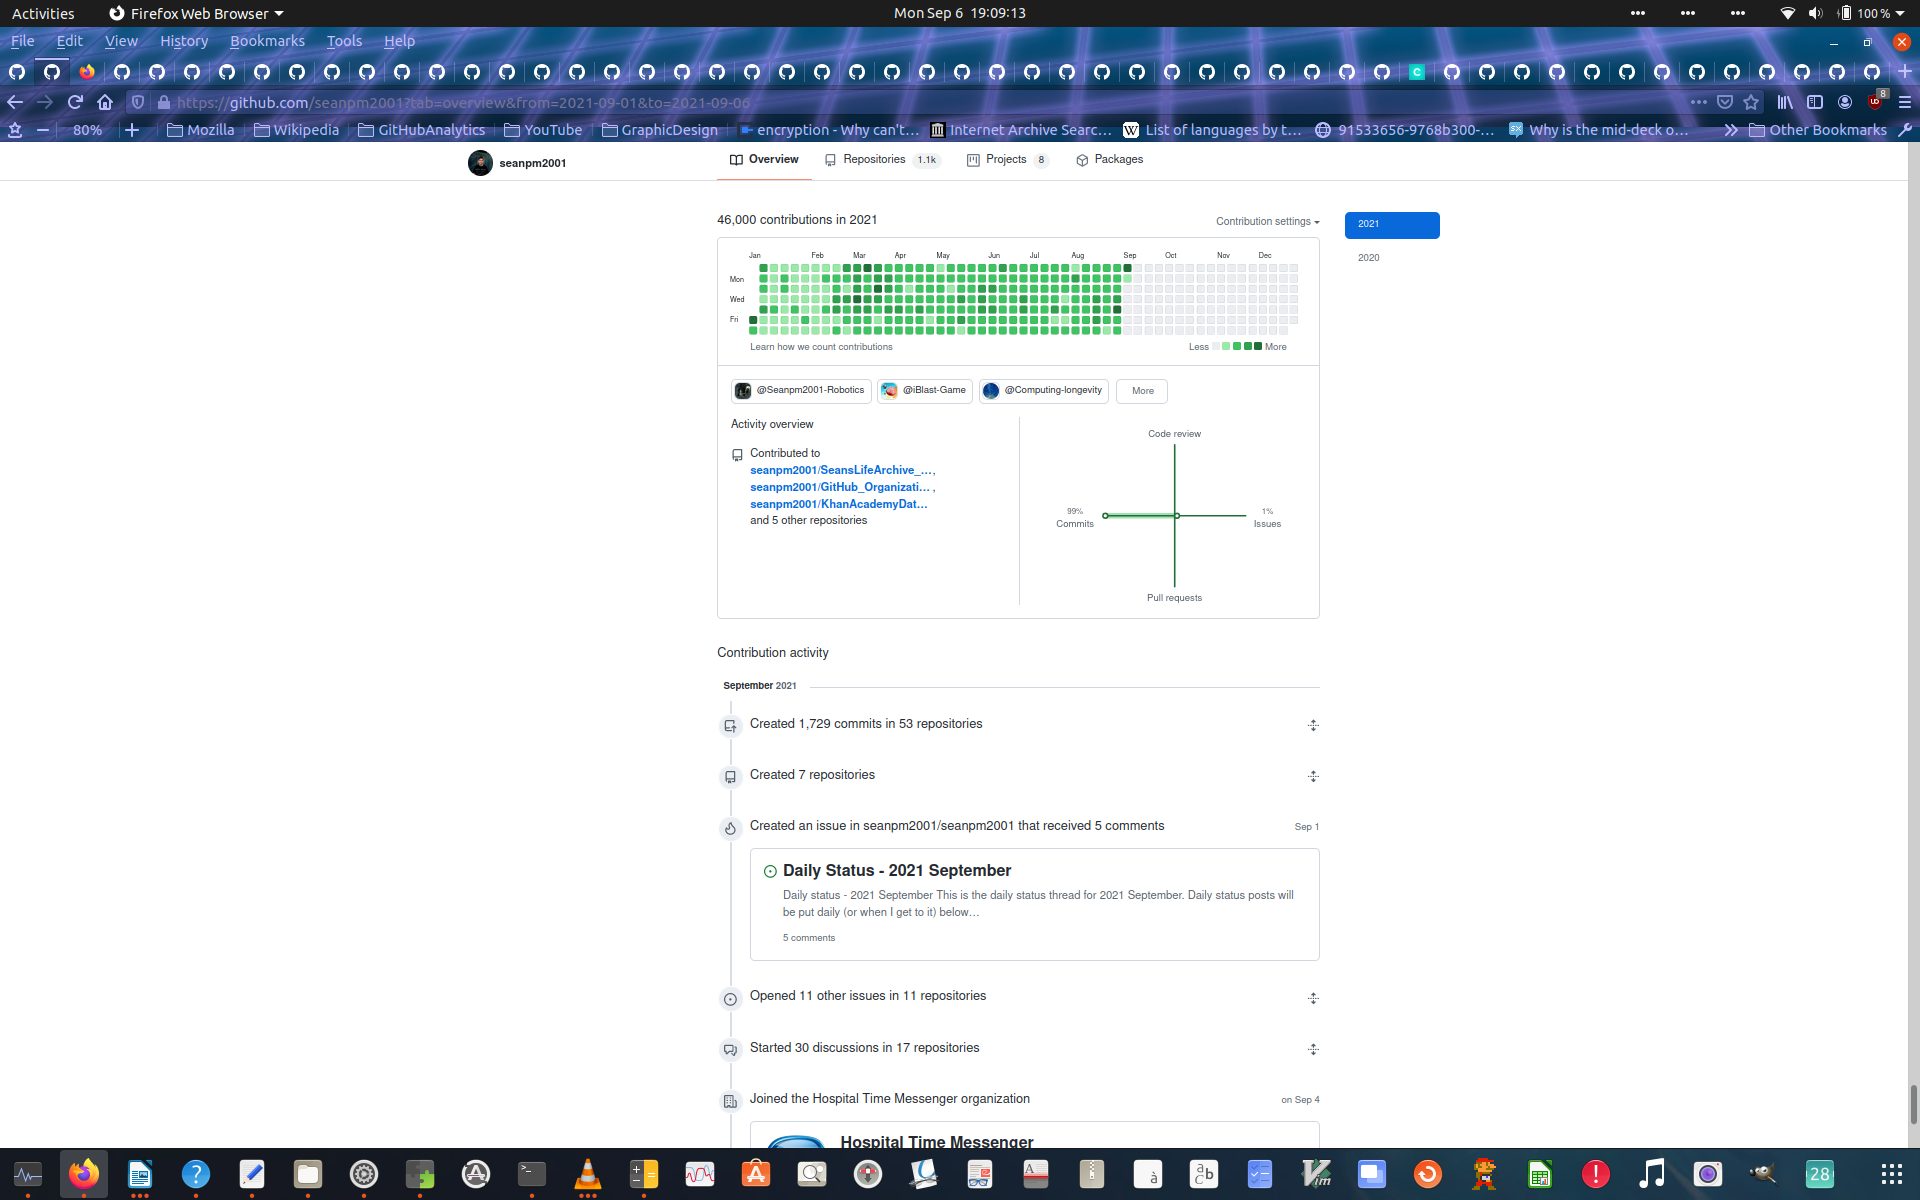 Activities Firefox Web Browser Mon Sep 6 19:09:13 100 %
File Edit View History Bookmarks Tools Help
https://github.com/seanpm2001?tab=overview&from=2021-09-01&to=2021-09-06 8
80% Mozilla Wikipedia GitHubAnalytics YouTube GraphicDesign encryption - Why can't… Internet Archive Searc… List of languages by t… 91533656-9768b300-… Why is the mid-deck o… Other Bookmarks
seanpm2001 Overview Repositories 1.1k Projects 8 Packages
46,000 contributions in 2021 Contribution settings 2021
2020
Jan Feb Mar Apr May Jun Jul Aug Sep Oct Nov Dec
Mon
Wed
Fri
Learn how we count contributions Less More
@Seanpm2001-Robotics @iBlast-Game @Computing-longevity More
Activity overview
Code review
Contributed to
seanpm2001/SeansLifeArchive_…,
seanpm2001/GitHub_Organizati… ,
seanpm2001/KhanAcademyDat…
and 5 other repositories
99%
Commits
1%
Issues
Pull requests
Contribution activity
September 2021
Created 1,729 commits in 53 repositories
Created 7 repositories
Created an issue in seanpm2001/seanpm2001 that received 5 comments Sep 1
Daily Status - 2021 September
Daily status - 2021 September This is the daily status thread for 2021 September. Daily status posts will
be put daily (or when I get to it) below…
5 comments
Opened 11 other issues in 11 repositories
Started 30 discussions in 17 repositories
Joined the Hospital Time Messenger organization on Sep 4
Hospital Time Messenger
28